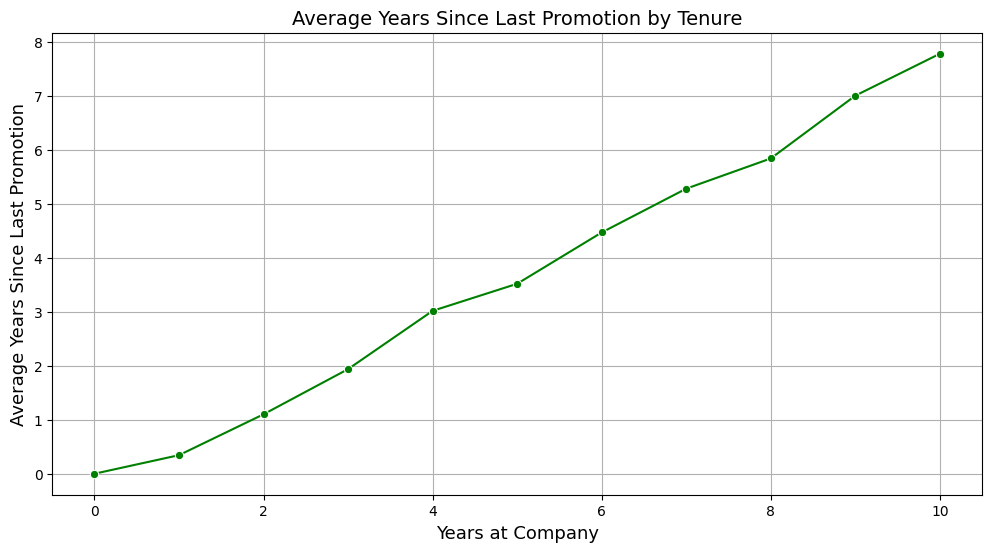 Average Years Since Last Promotion by Tenure
Average Years Since Last Promotion
8
7
6
5
4
3
2
1
0
0 2 4 6 8 10
Years at Company